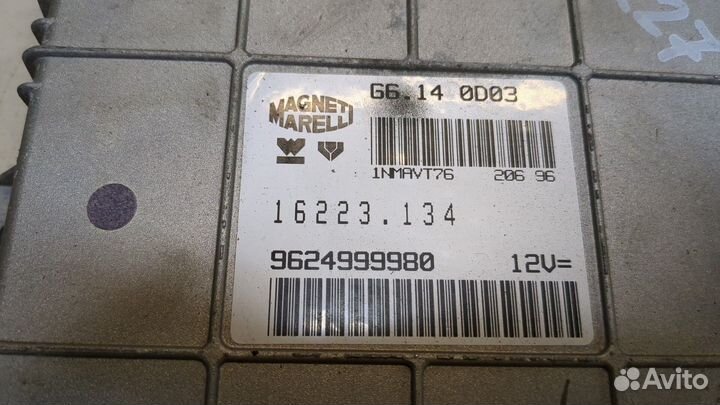 G6.14 0D03
MAGNETI
MARELLI
1NMAVT76 206 96
16223.134
9624999980 12V=
Avito